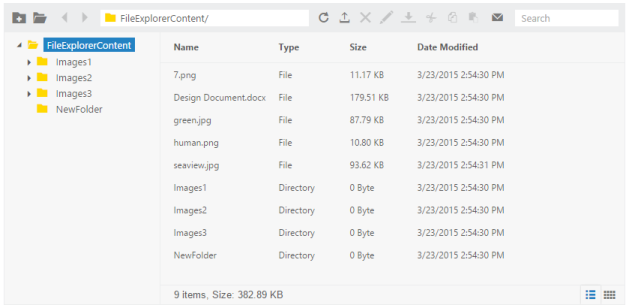 FileExplorerContent/
Search
FileExplorerContent
Images1
Images2
Images3
NewFolder
Name Type Size Date Modified
7.png File 11.17 KB 3/23/2015 2:54:30 PM
Design Document.docx File 179.51 KB 3/23/2015 2:54:30 PM
green.jpg File 87.79 KB 3/23/2015 2:54:30 PM
human.png File 10.80 KB 3/23/2015 2:54:30 PM
seaview.jpg File 93.62 KB 3/23/2015 2:54:31 PM
Images1 Directory 0 Byte 3/23/2015 2:54:30 PM
Images2 Directory 0 Byte 3/23/2015 2:54:30 PM
Images3 Directory 0 Byte 3/23/2015 2:54:30 PM
NewFolder Directory 0 Byte 3/23/2015 2:54:30 PM
9 items, Size: 382.89 KB